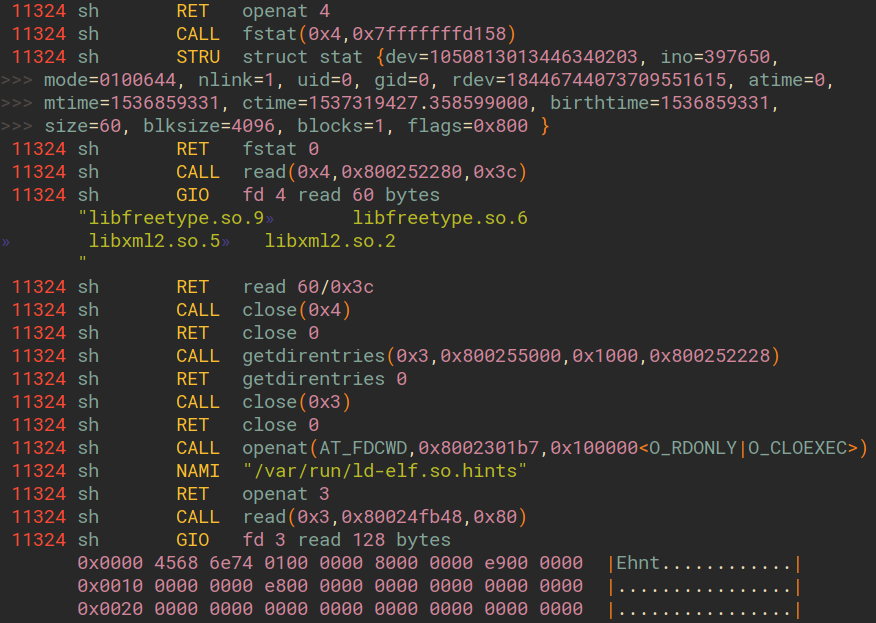 11324 sh       RET   openat 4
11324 sh       CALL  fstat(0x4,0x7fffffffd158)
11324 sh       STRU  struct stat {dev=1050813013446340203, ino=397650,
>>> mode=0100644, nlink=1, uid=0, gid=0, rdev=18446744073709551615, atime=0,
>>> mtime=1536859331, ctime=1537319427.358599000, birthtime=1536859331,
>>> size=60, blksize=4096, blocks=1, flags=0x800 }
11324 sh       RET   fstat 0
11324 sh       CALL  read(0x4,0x800252280,0x3c)
11324 sh       GIO   fd 4 read 60 bytes
"libfreetype.so.9»       libfreetype.so.6
»       libxml2.so.5»   libxml2.so.2
"
11324 sh       RET   read 60/0x3c
11324 sh       CALL  close(0x4)
11324 sh       RET   close 0
11324 sh       CALL  getdirentries(0x3,0x800255000,0x1000,0x800252228)
11324 sh       RET   getdirentries 0
11324 sh       CALL  close(0x3)
11324 sh       RET   close 0
11324 sh       CALL  openat(AT_FDCWD,0x8002301b7,0x100000<O_RDONLY|O_CLOEXEC>)
11324 sh       NAMI  "/var/run/ld-elf.so.hints"
11324 sh       RET   openat 3
11324 sh       CALL  read(0x3,0x80024fb48,0x80)
11324 sh       GIO   fd 3 read 128 bytes
0x0000 4568 6e74 0100 0000 8000 0000 e900 0000  |Ehnt............|
0x0010 0000 0000 e800 0000 0000 0000 0000 0000  |................|
0x0020 0000 0000 0000 0000 0000 0000 0000 0000  |................|